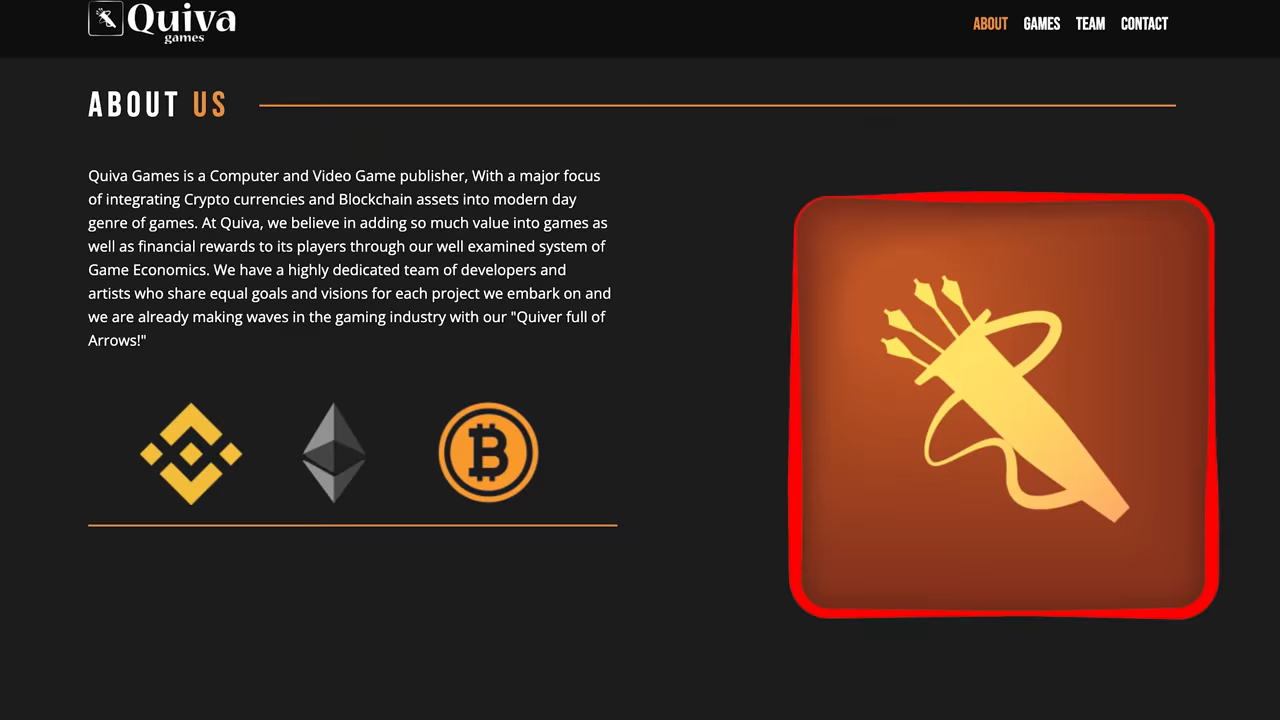 Quiva
games
ABOUT GAMES TEAM CONTACT
ABOUT US
Quiva Games is a Computer and Video Game publisher, With a major focus
of integrating Crypto currencies and Blockchain assets into modern day
genre of games. At Quiva, we believe in adding so much value into games as
well as financial rewards to its players through our well examined system of
Game Economics. We have a highly dedicated team of developers and
artists who share equal goals and visions for each project we embark on and
we are already making waves in the gaming industry with our "Quiver full of
Arrows!"